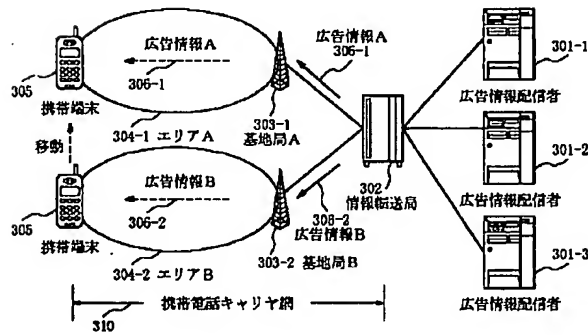 305
携帯端末
移動
広告情報A
306-1
304-1 エリアA
303-1
基地局A
広告情報A
306-1
301-1
広告情報配信者
302
情報転送局
301-2
広告情報配信者
305
携帯端末
広告情報B
306-2
304-2 エリアB
303-2 基地局B
306-2
広告情報B
301-3
広告情報配信者
310
携帯電話キャリヤ網